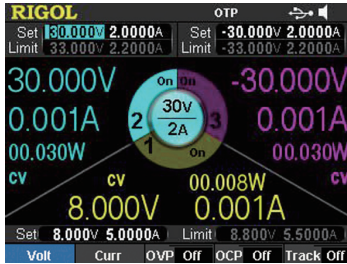 RIGOL OTP
Set 30.000V 2.0000A Set -30.000V 2.0000A
Limit 33.000V 2.2000A Limit -33.000V 2.2000A
30.000V On On -30.000V
0.001A 2 30V 2A 3 0.001A
00.030W 1 On 00.030W
CV CV 00.008W CV
8.000V 0.001A
Set 8.000V 5.0000A Limit 8.800V 5.5000A
Volt Curr OVP Off OCP Off Track Off